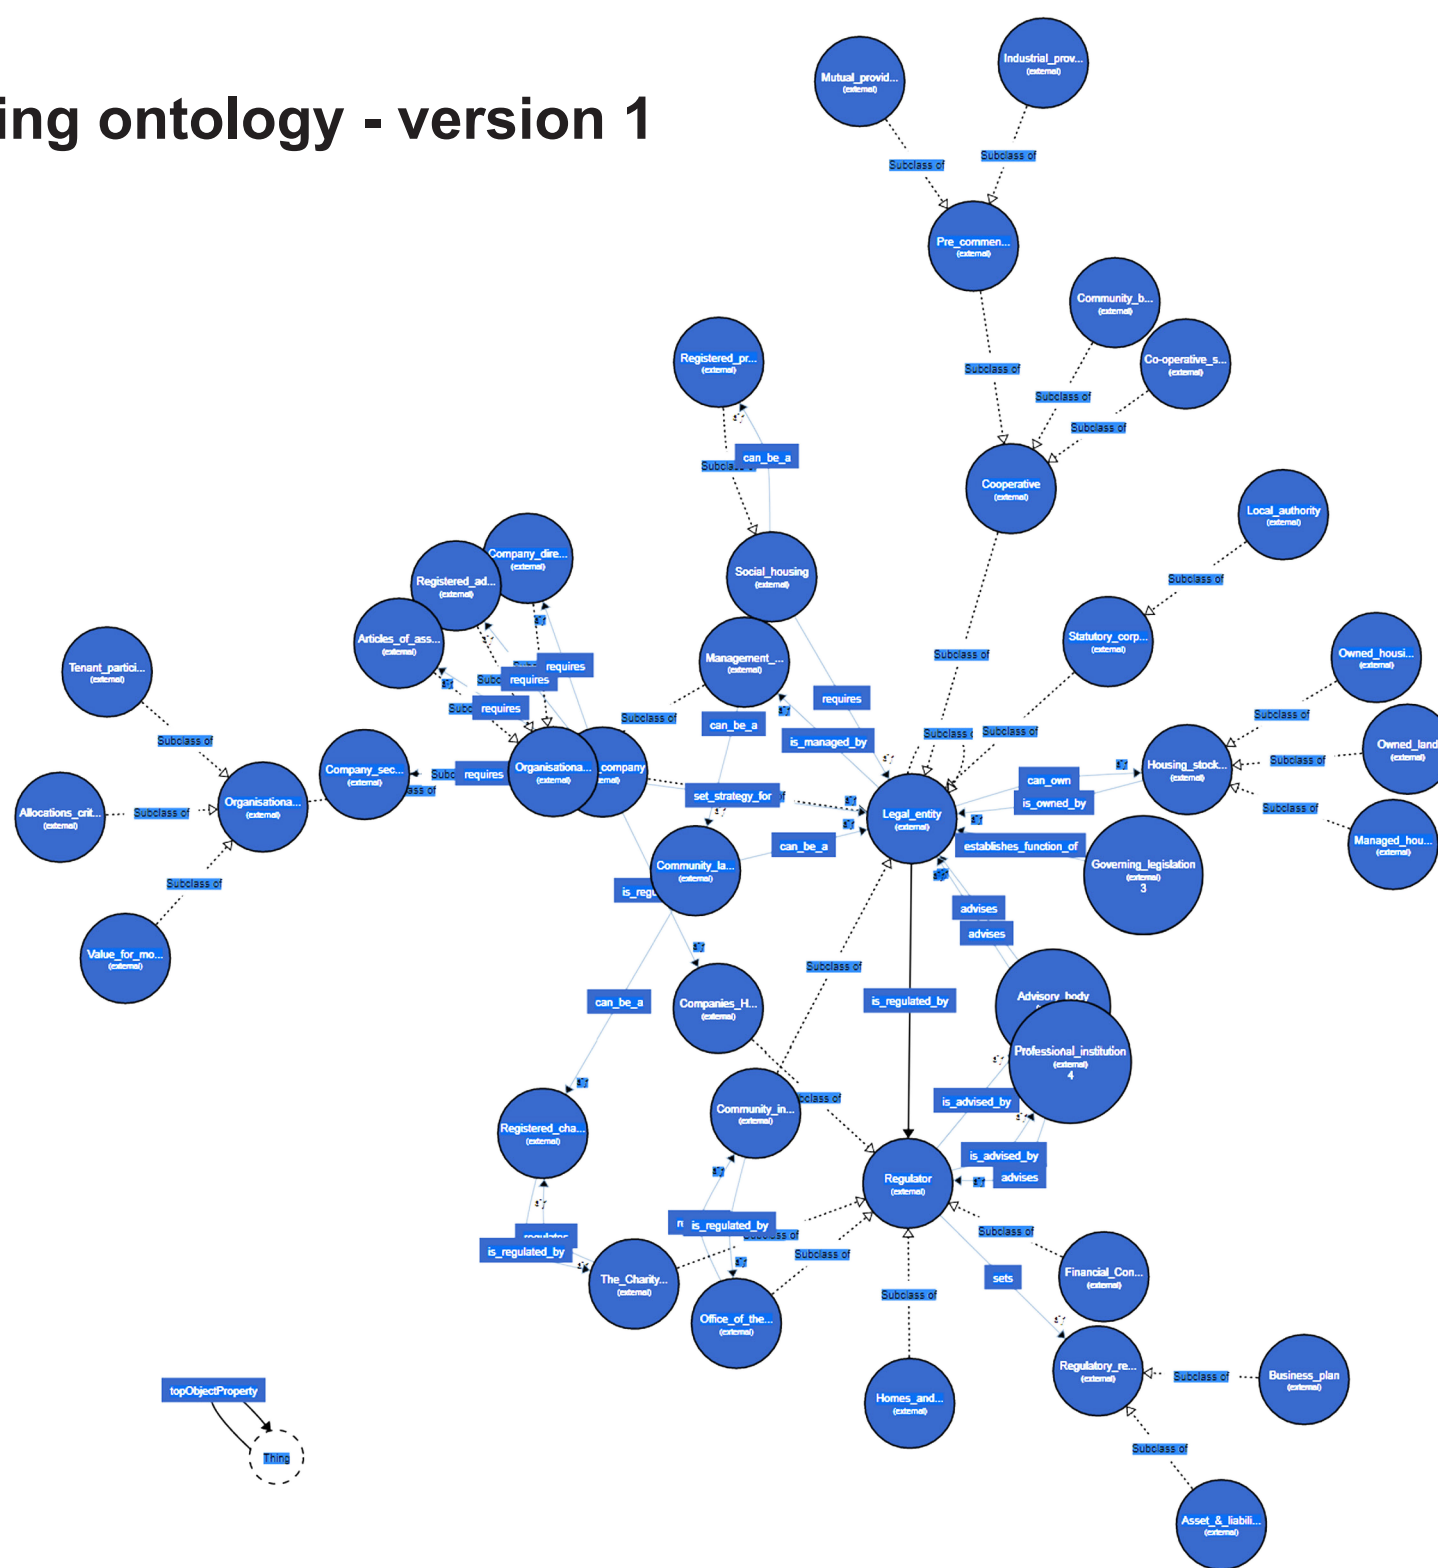 ing ontology - version 1
Mutual_provid...
(external)
Industrial_prov...
(external)
Subclass of
Subclass of
Pre_commen...
(external)
Community_b...
(external)
Co-operative_s...
(external)
Registered_pr...
(external)
Subclass of
Subclass of
Subclass of
can_be_a
Cooperative
(external)
Local_authority
(external)
Company_dire...
(external)
Registered_ad...
(external)
Social_housing
(external)
Subclass of
Articles_of_ass...
(external)
Statutory_corp...
(external)
Tenant_partici...
(external)
Management_...
(external)
Subclass of
Owned_housi...
(external)
requires
requires
requires
requires
Subclass of
can_be_a
is_managed_by
Subclass of
Subclass of
Subclass of
Owned_land
(external)
Subclass of
Company_sec...
(external)
requires
Organisationa...
(external)
company
Housing_stock...
(external)
Subclass of
can_own
is_owned_by
Organisationa...
(external)
set_strategy_for
Legal_entity
(external)
Allocations_crit...
(external)
Subclass of
Subclass of
Managed_hou...
(external)
can_be_a
establishes_function_of
Community_la...
(external)
Governing_legislation
(external)
3
Subclass of
advises
advises
Value_for_mo...
(external)
Subclass of
can_be_a
Companies_H...
(external)
is_regulated_by
Advisory_body
Professional_institution
(external)
4
is_advised_by
Community_in...
(external)
Registered_cha...
(external)
is_advised_by
advises
Regulator
(external)
is_regulated_by
is_regulated_by
Subclass of
Subclass of
Subclass of
The_Charity...
(external)
sets
Financial_Con...
(external)
Subclass of
Office_of_the...
(external)
Regulatory_re...
(external)
Subclass of
Business_plan
(external)
topObjectProperty
Homes_and...
(external)
Thing
Subclass of
Asset_&_liabili...
(external)